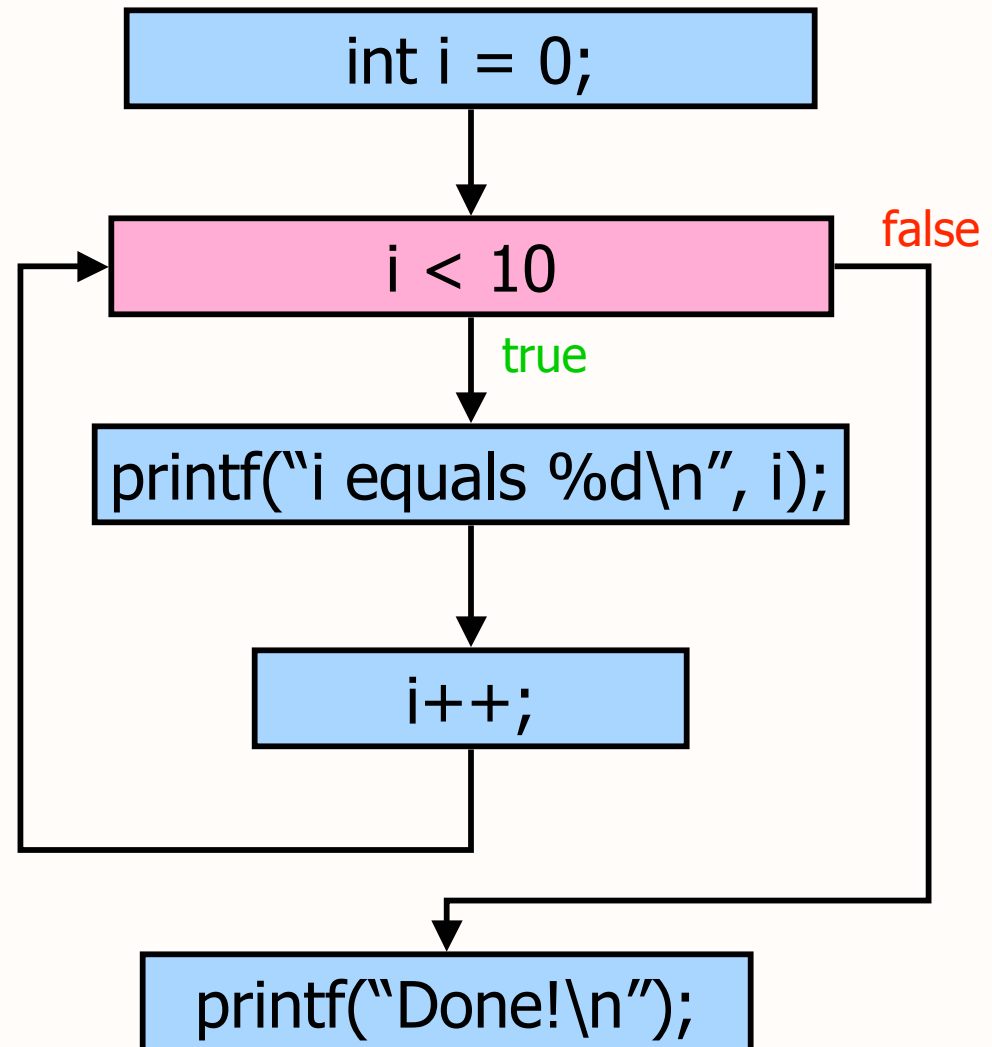 int i = 0;
i < 10
false
true
printf(“i equals %d\n”, i);
i++;
printf(“Done!\n”);